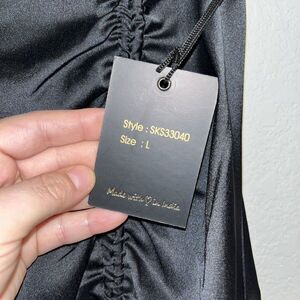 Style : SKS33040
Size : L
Made with ♡ in India